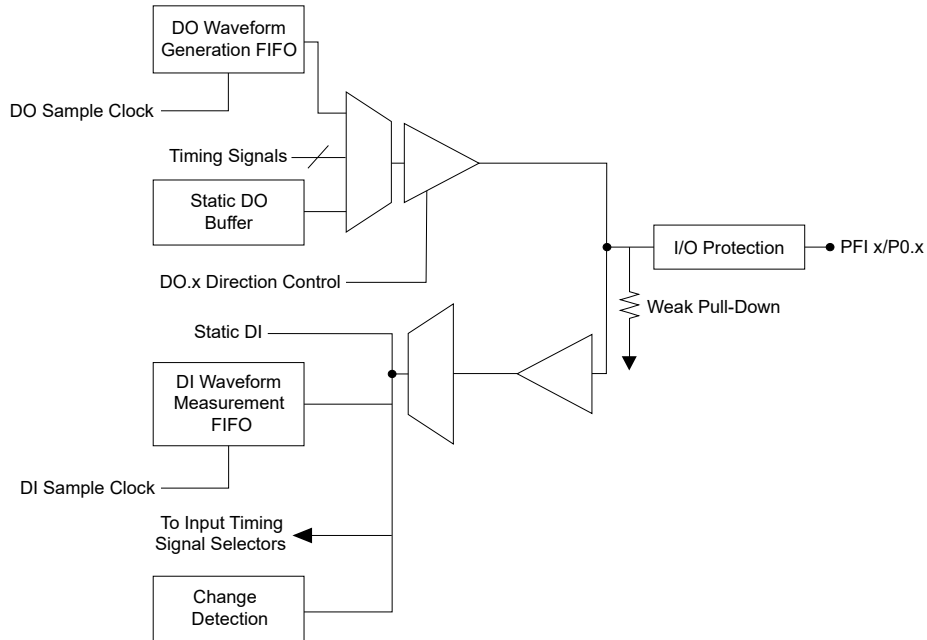 DO Waveform
Generation FIFO
DO Sample Clock
Timing Signals
Static DO
Buffer
I/O Protection
PFI x/P0.x
DO.x Direction Control
Weak Pull-Down
Static DI
DI Waveform
Measurement
FIFO
DI Sample Clock
To Input Timing
Signal Selectors
Change
Detection